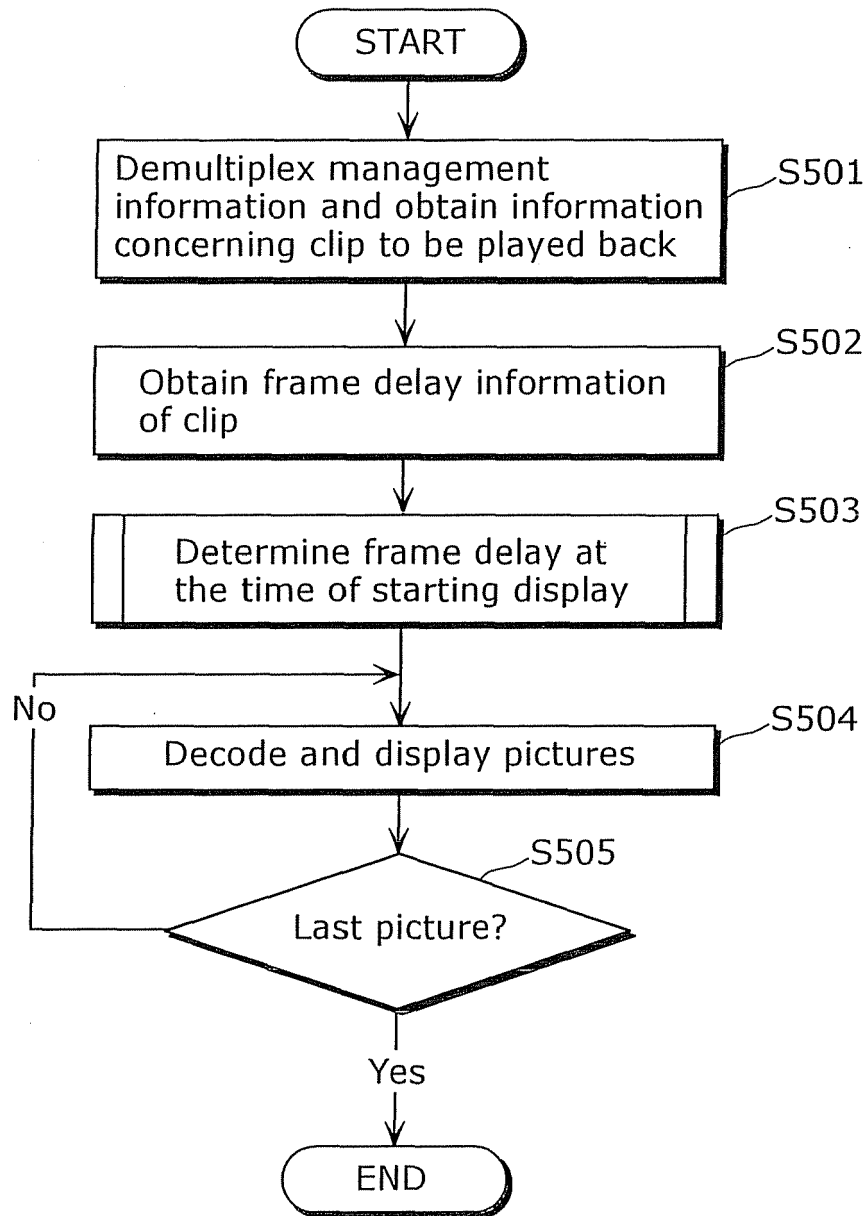 START
Demultiplex management
information and obtain information
concerning clip to be played back
S501
Obtain frame delay information
of clip
S502
Determine frame delay at
the time of starting display
S503
No
Decode and display pictures
S504
Last picture?
S505
Yes
END